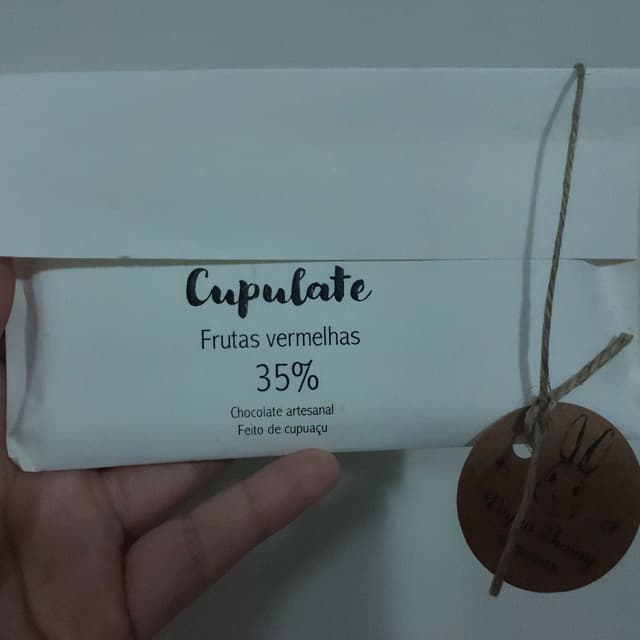 Cupulate
Frutas vermelhas
35%
Chocolate artesanal
Feito de cupuaçu